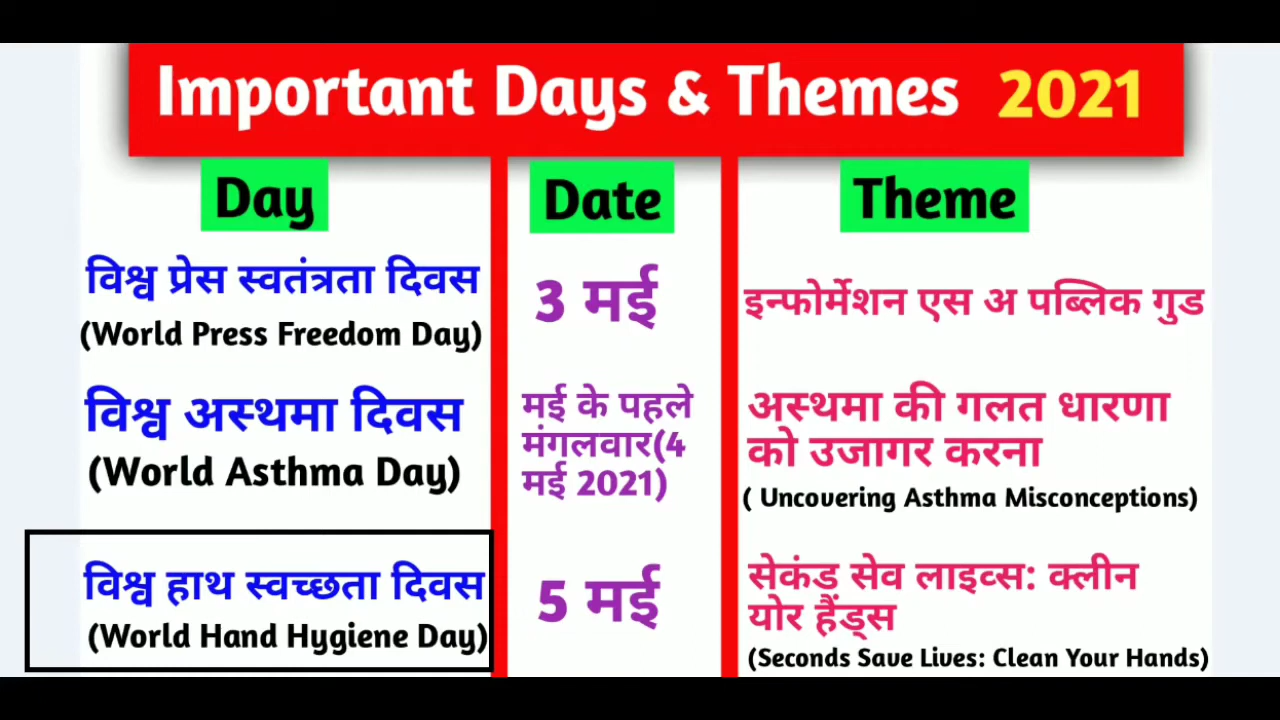 Important Days & Themes 2021
Day
Date
Theme
विश्व प्रेस स्वतंत्रता दिवस
(World Press Freedom Day)
3 मई
इन्फोर्मेशन एस अ पब्लिक गुड
विश्व अस्थमा दिवस
(World Asthma Day)
मई के पहले
मंगलवार(4
मई 2021)
अस्थमा की गलत धारणा
को उजागर करना
( Uncovering Asthma Misconceptions)
विश्व हाथ स्वच्छता दिवस
(World Hand Hygiene Day)
5 मई
सेकंड सेव लाइव्स: क्लीन
योर हैंड्स
(Seconds Save Lives: Clean Your Hands)